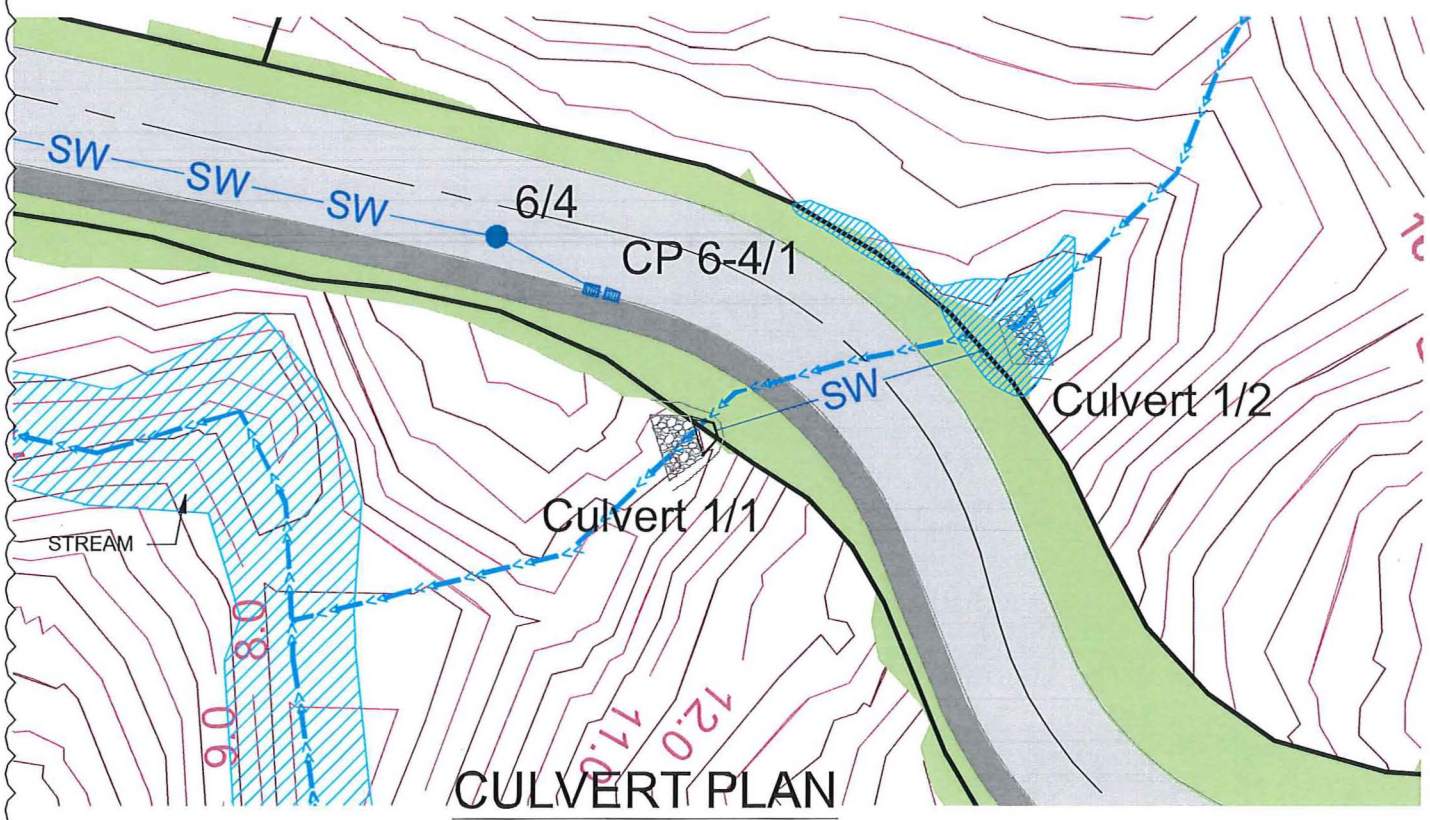 SW
SW
SW
6/4
CP 6-4/1
SW
Culvert 1/2
Culvert 1/1
STREAM
8.0
9.0
11.0
12.0
CULVERT PLAN